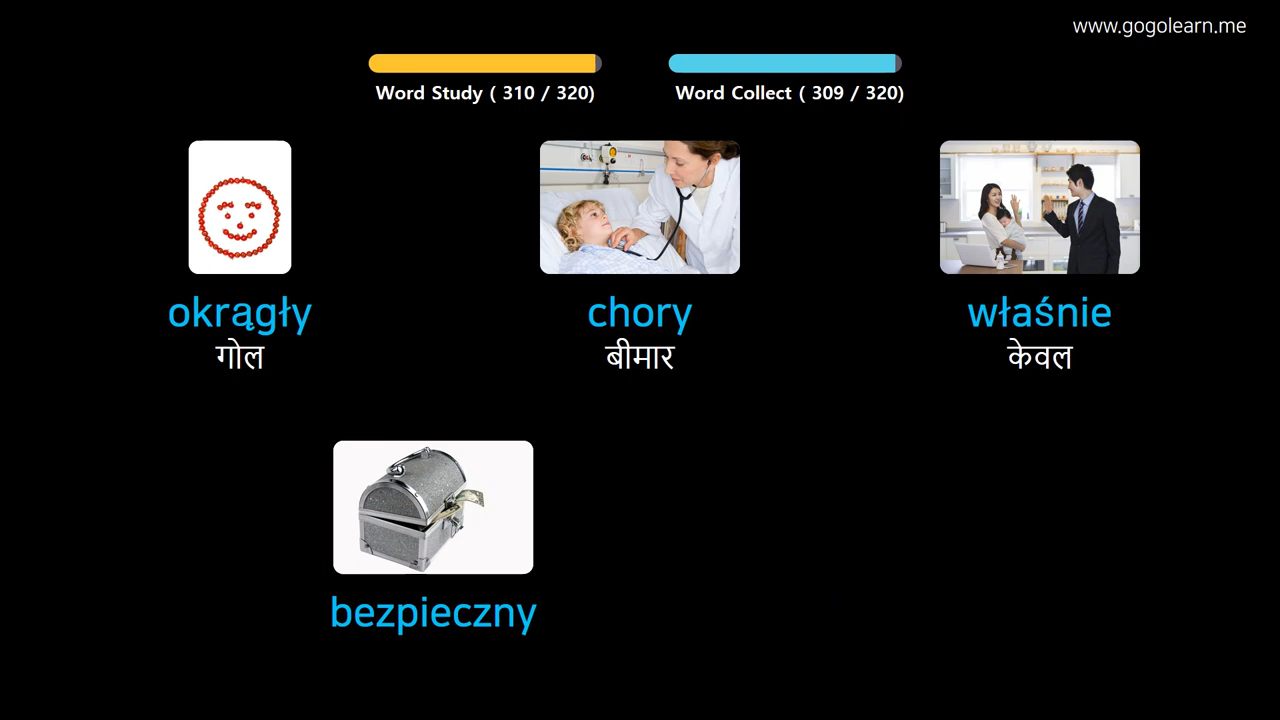 www.gogolearn.me
Word Study ( 310 / 320)
Word Collect ( 309 / 320)
okrągły
गोल
chory
बीमार
właśnie
केवल
bezpieczny